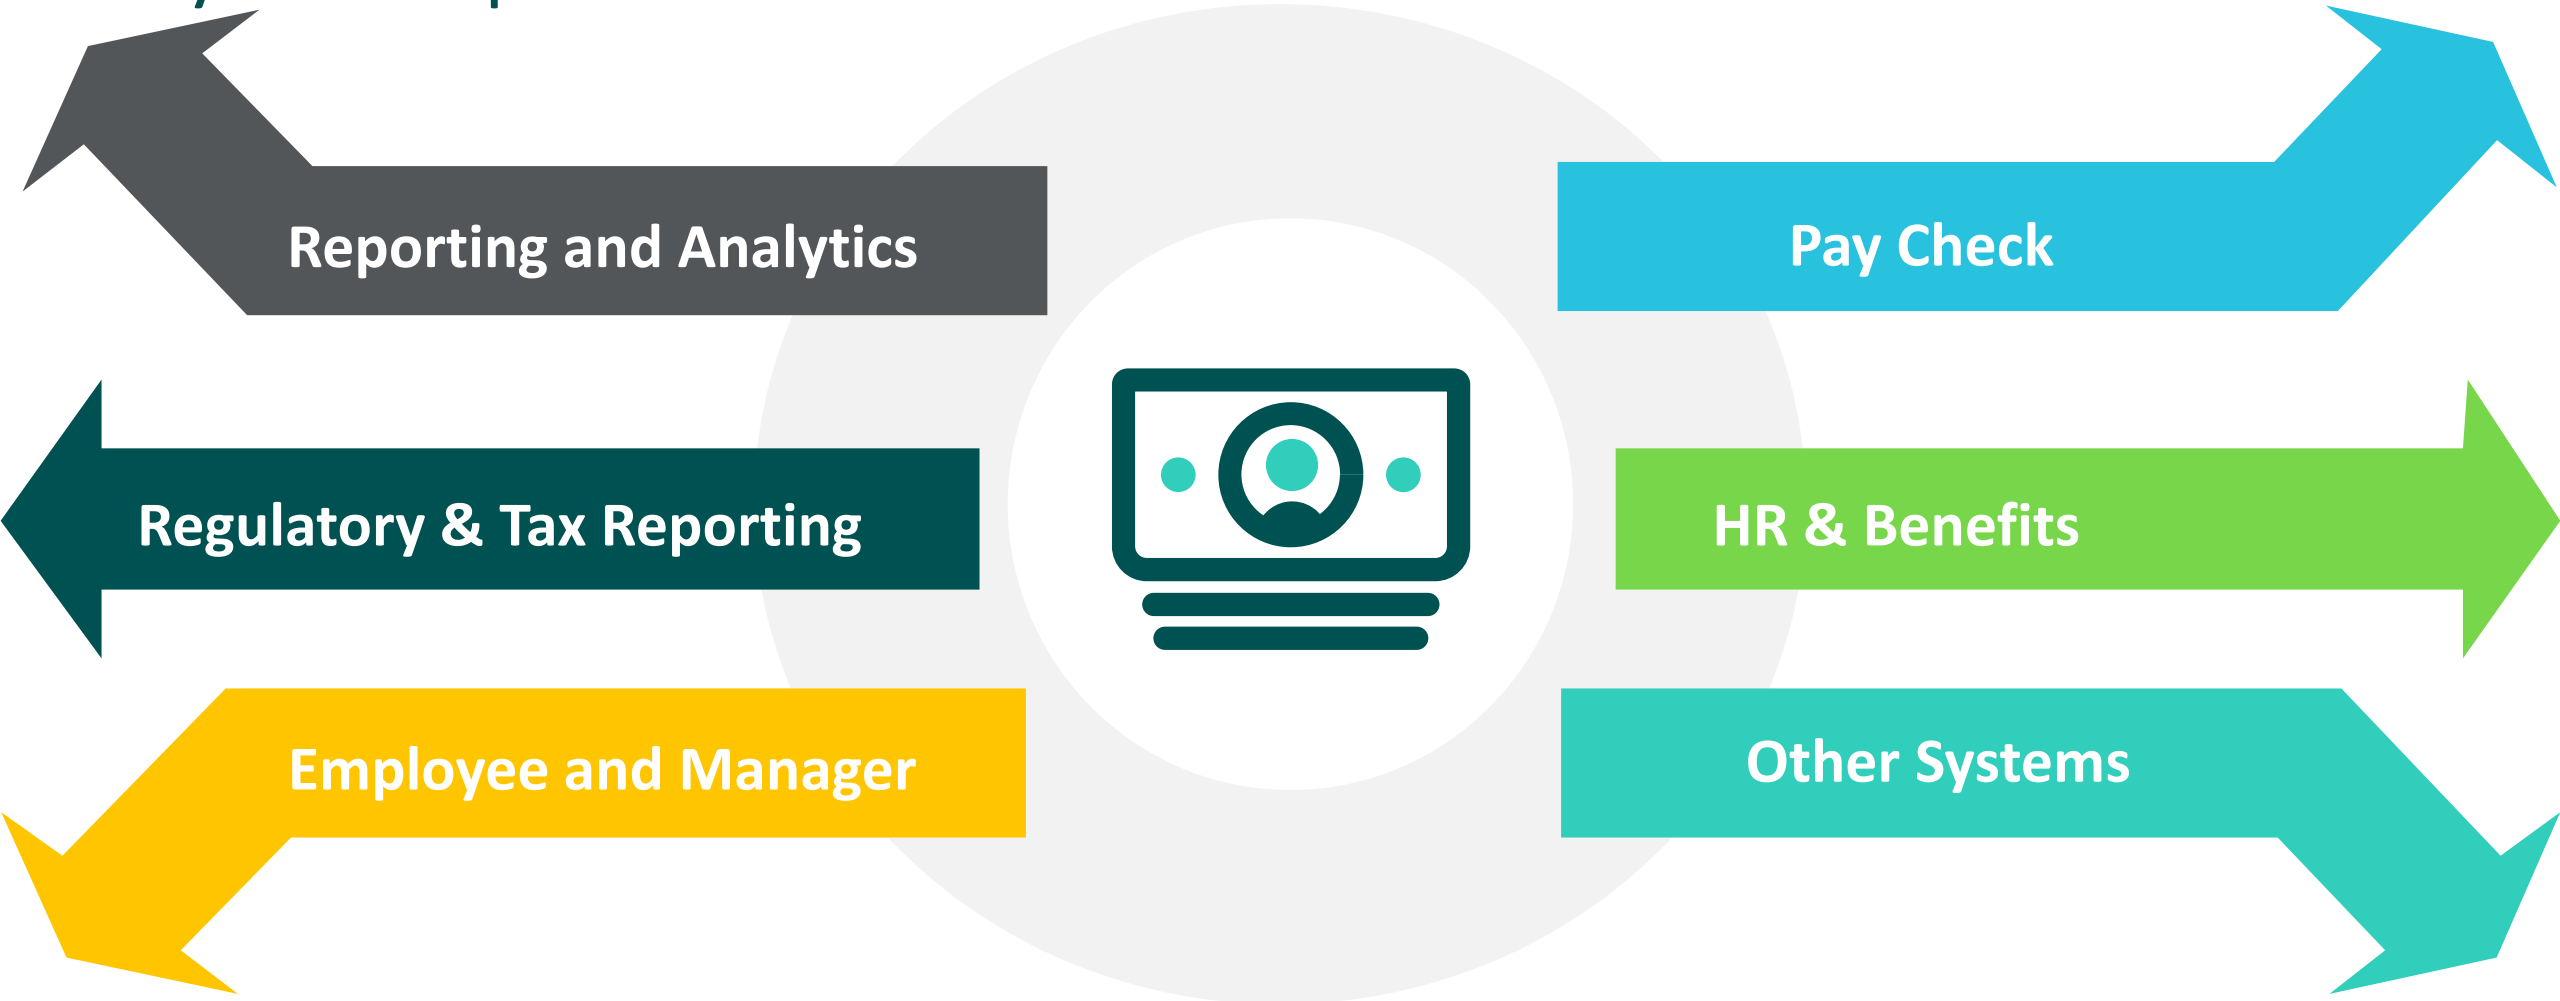 Reporting and Analytics
Pay Check
Regulatory & Tax Reporting
HR & Benefits
Employee and Manager
Other Systems